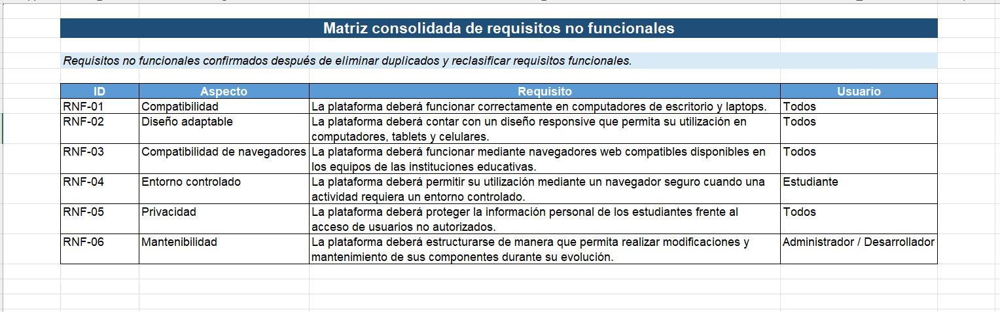 Matriz consolidada de requisitos no funcionales
Requisitos no funcionales confirmados después de eliminar duplicados y reclasificar requisitos funcionales.
ID Aspecto Requisito Usuario
RNF-01 Compatibilidad La plataforma deberá funcionar correctamente en computadores de escritorio y laptops. Todos
RNF-02 Diseño adaptable La plataforma deberá contar con un diseño responsive que permita su utilización en Todos
computadores, tablets y celulares.
RNF-03 Compatibilidad de navegadores La plataforma deberá funcionar mediante navegadores web compatibles disponibles en Todos
los equipos de las instituciones educativas.
RNF-04 Entorno controlado La plataforma deberá permitir su utilización mediante un navegador seguro cuando una Estudiante
actividad requiera un entorno controlado.
RNF-05 Privacidad La plataforma deberá proteger la información personal de los estudiantes frente al Todos
acceso de usuarios no autorizados.
RNF-06 Mantenibilidad La plataforma deberá estructurarse de manera que permita realizar modificaciones y Administrador / Desarrollador
mantenimiento de sus componentes durante su evolución.